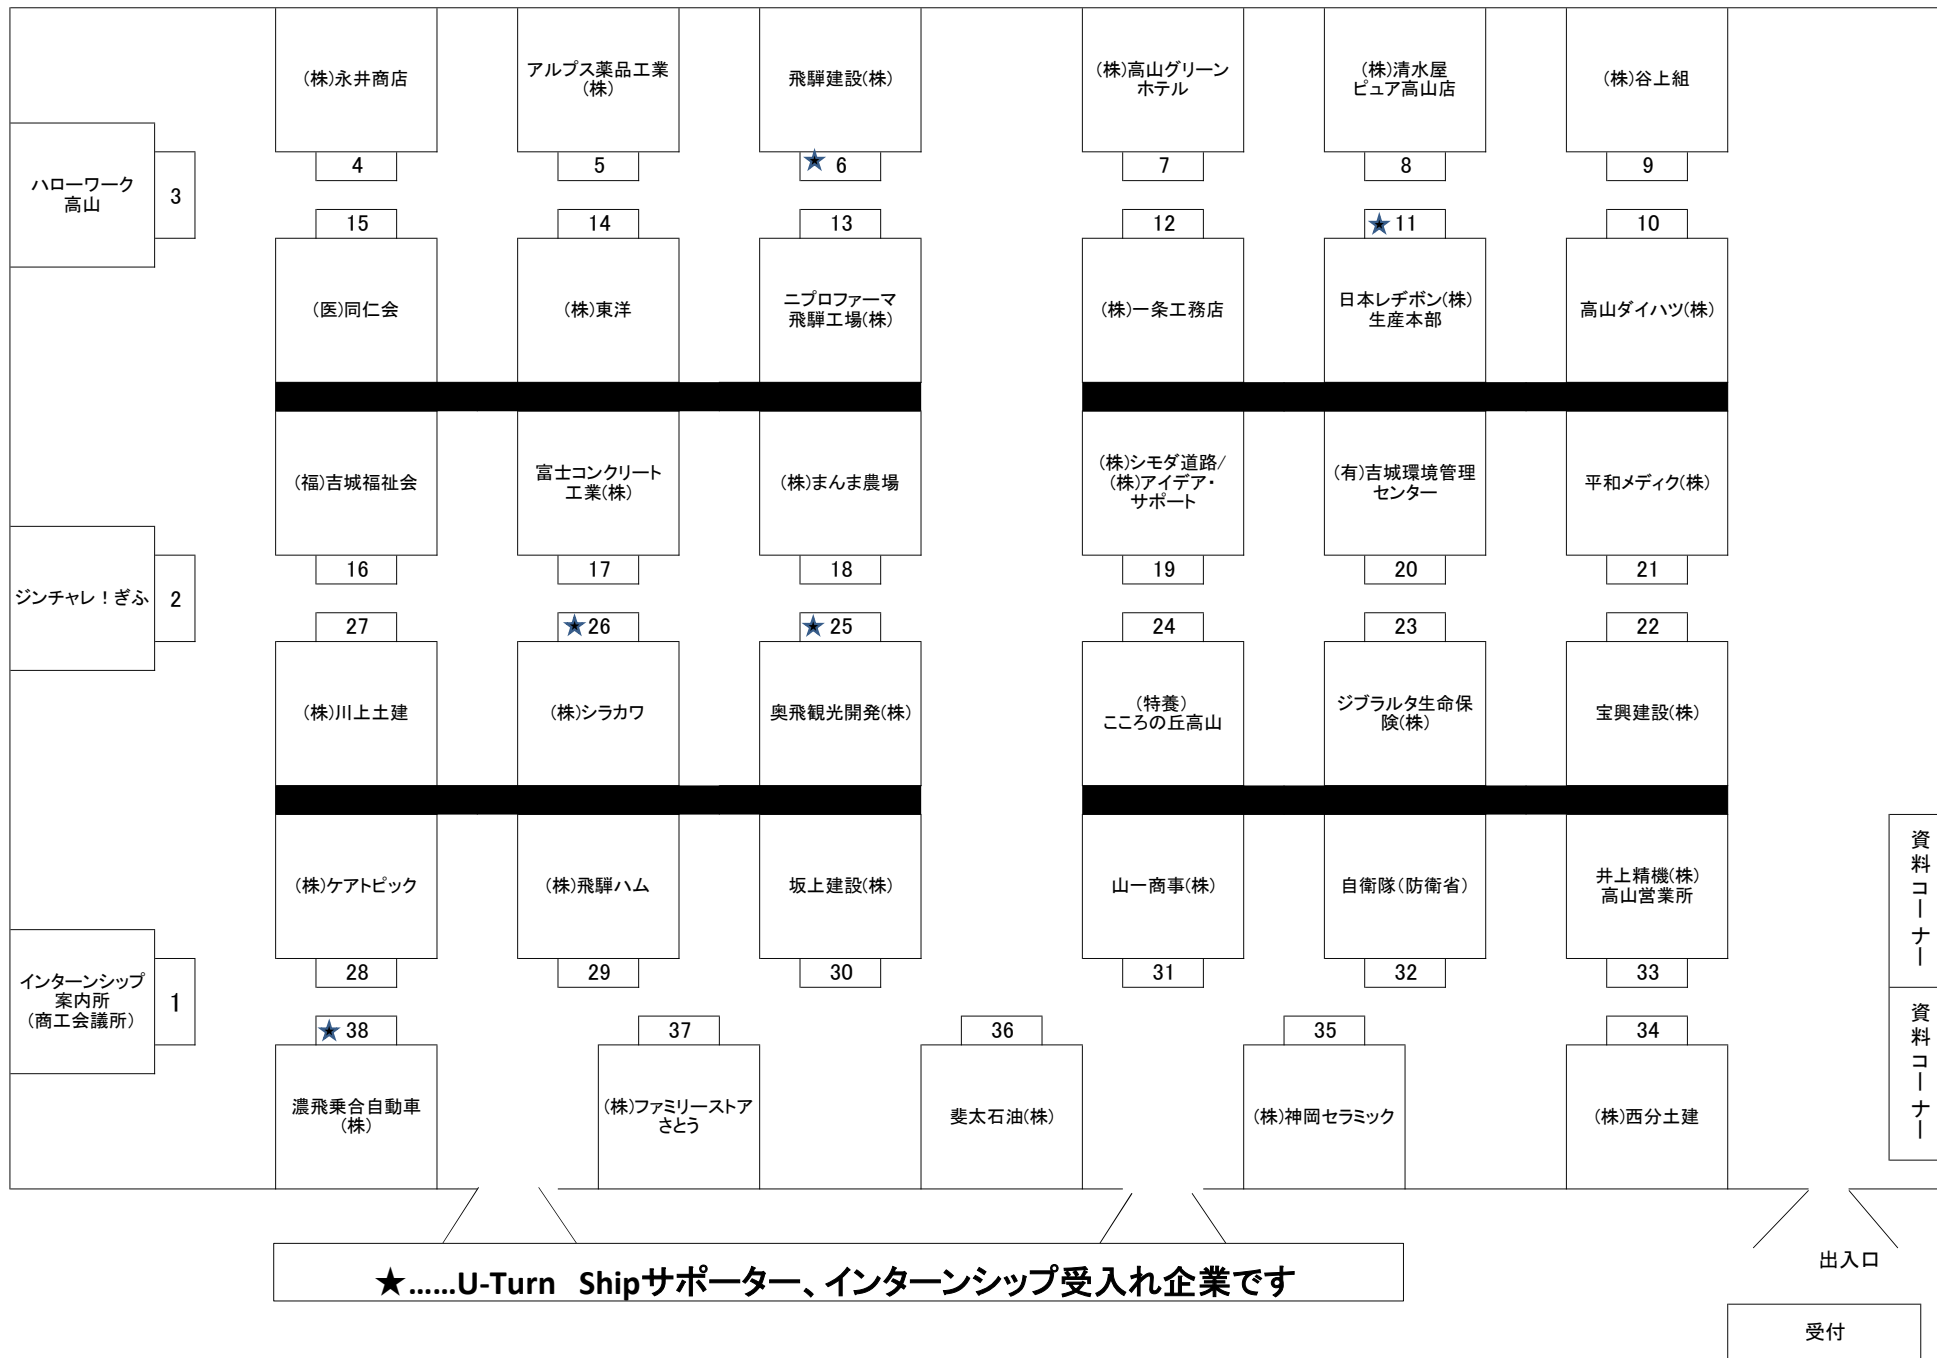 (株)永井商店
アルプス薬品工業
(株)
飛騨建設(株)
(株)高山グリーン
ホテル
(株)清水屋
ピュア高山店
(株)谷上組
4
5
★ 6
7
8
9
ハローワーク
高山
3
15
14
13
12
★ 11
10
(医)同仁会
(株)東洋
ニプロファーマ
飛騨工場(株)
(株)一条工務店
日本レヂボン(株)
生産本部
高山ダイハツ(株)
(福)吉城福祉会
富士コンクリート
工業(株)
(株)まんま農場
(株)シモダ道路/
(株)アイデア・
サポート
(有)吉城環境管理
センター
平和メディク(株)
16
17
18
19
20
21
ジンチャレ！ぎふ
2
27
★ 26
★ 25
24
23
22
(株)川上土建
(株)シラカワ
奥飛観光開発(株)
(特養)
こころの丘高山
ジブラルタ生命保
険(株)
宝興建設(株)
(株)ケアトピック
(株)飛騨ハム
坂上建設(株)
山一商事(株)
自衛隊(防衛省)
井上精機(株)
高山営業所
資料コーナー
28
29
30
31
32
33
インターンシップ
案内所
(商工会議所)
1
★ 38
37
36
35
34
資料コーナー
濃飛乗合自動車
(株)
(株)ファミリーストア
さとう
斐太石油(株)
(株)神岡セラミック
(株)西分土建
★......U-Turn Shipサポーター、インターンシップ受入れ企業です
出入口
受付